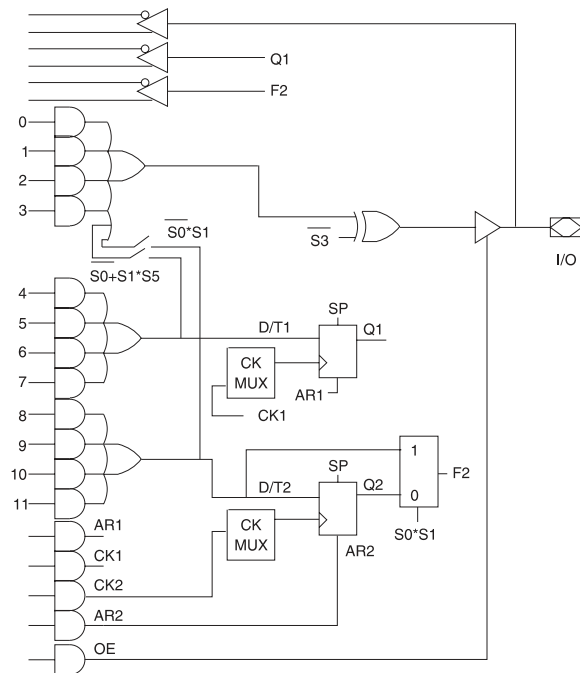 Q1
F2
0
1
2
3
S0*S1
S3
I/O
S0+S1*S5
4
5
6
7
D/T1
SP
Q1
CK
MUX
AR1
CK1
8
9
10
11
D/T2
SP
Q2
1
0
F2
S0*S1
CK
MUX
AR2
AR1
CK1
CK2
AR2
OE